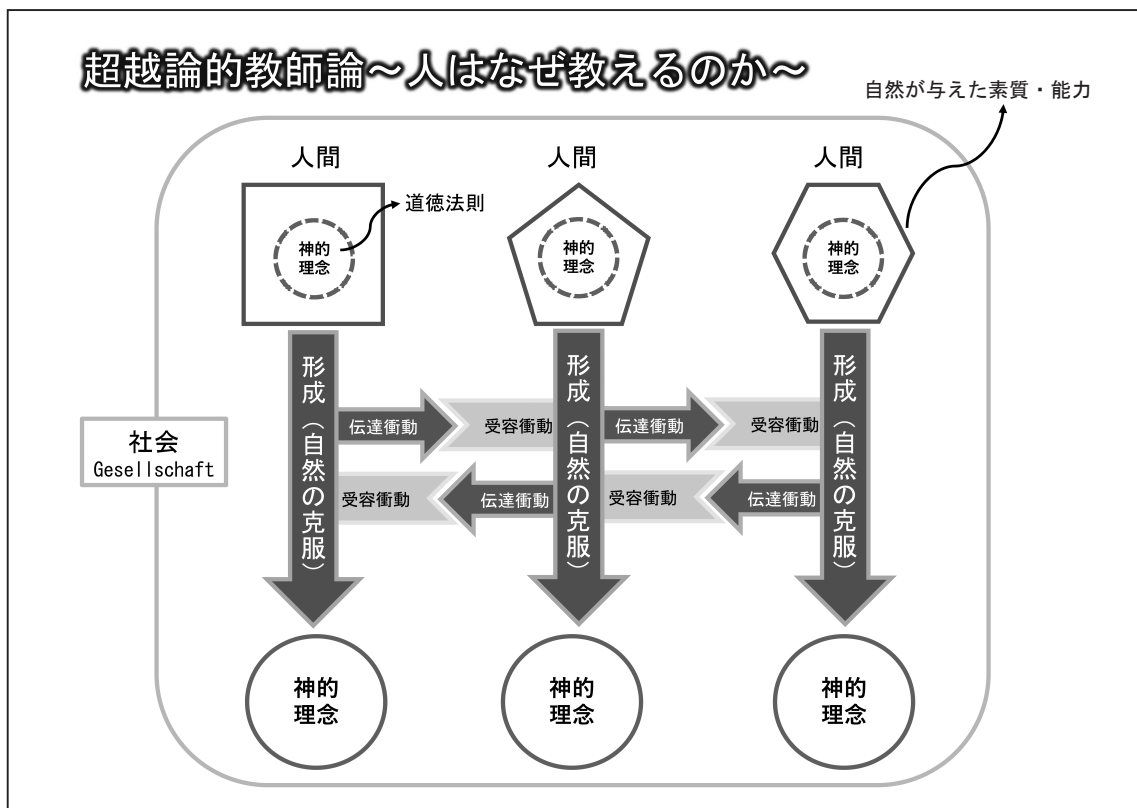 超越論的教師論～人はなぜ教えるのか～
自然が与えた素質・能力
人間
人間
人間
道徳法則
神的
理念
神的
理念
神的
理念
形成（自然の克服）
形成（自然の克服）
形成（自然の克服）
伝達衝動
受容衝動
伝達衝動
受容衝動
社会
Gesellschaft
受容衝動
伝達衝動
受容衝動
伝達衝動
神的
理念
神的
理念
神的
理念